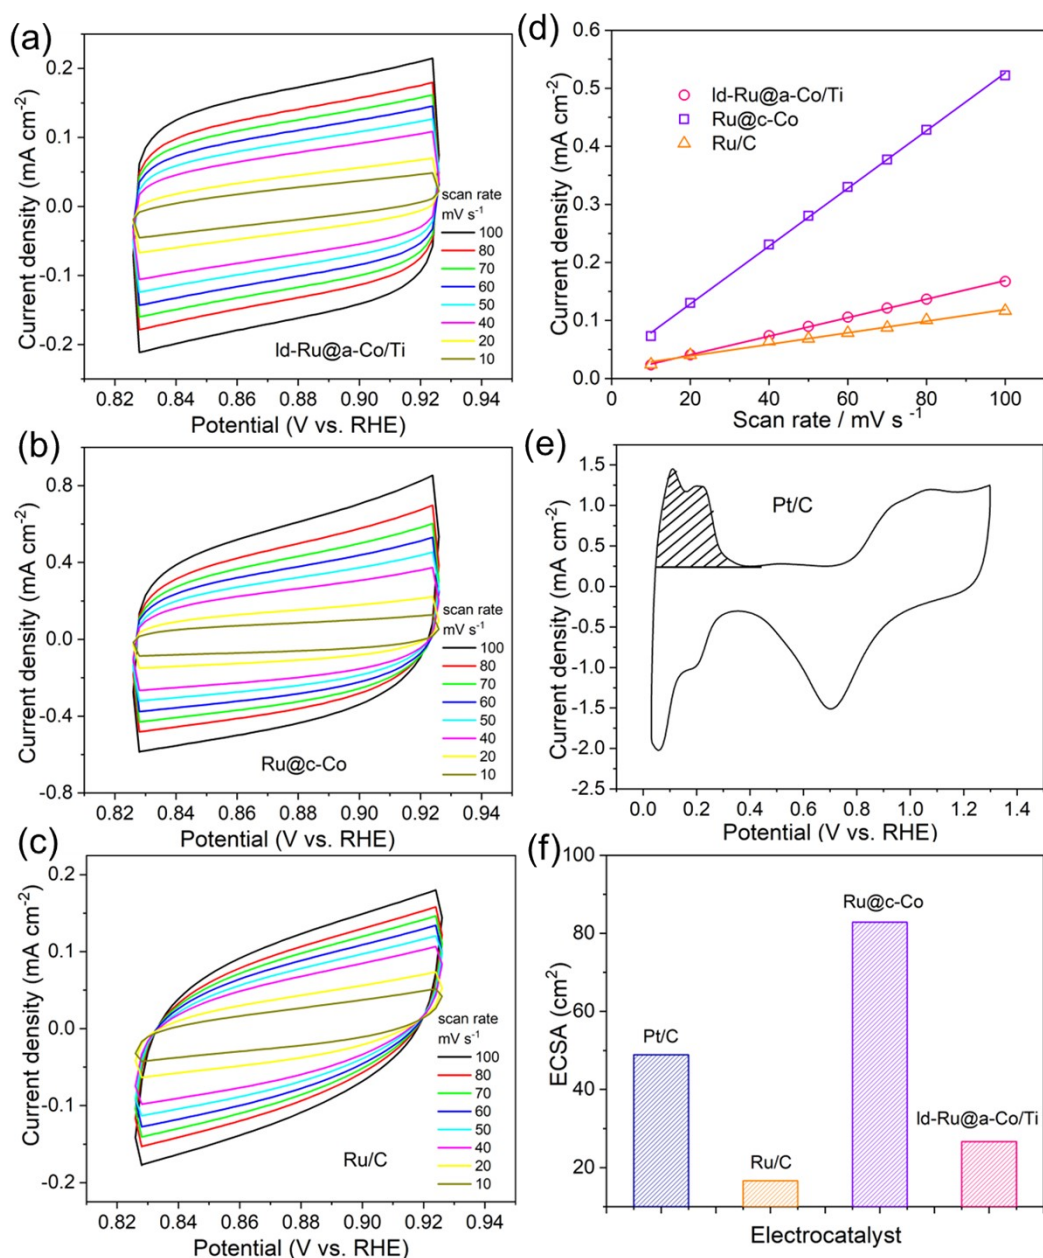 (a)
Current density (mA cm-2)
0.2
0.1
0.0
-0.1
-0.2
scan rate
mV s-1
100
80
70
60
50
40
20
10
ld-Ru@a-Co/Ti
0.82 0.84 0.86 0.88 0.90 0.92 0.94
Potential (V vs. RHE)
(d)
Current density (mA cm-2)
0.6
0.5
0.4
0.3
0.2
0.1
0.0
ld-Ru@a-Co/Ti
Ru@c-Co
Ru/C
20 40 60 80 100
Scan rate / mV s -1
(b)
Current density (mA cm-2)
0.8
0.4
0.0
-0.4
-0.8
scan rate
mV s-1
100
80
70
60
50
40
20
10
Ru@c-Co
0.82 0.84 0.86 0.88 0.90 0.92 0.94
Potential (V vs. RHE)
(e)
Current density (mA cm-2)
1.5
1.0
0.5
0.0
-0.5
-1.0
-1.5
-2.0
-2.5
Pt/C
0.0 0.2 0.4 0.6 0.8 1.0 1.2 1.4
Potential (V vs. RHE)
(c)
Current density (mA cm-2)
0.2
0.1
0.0
-0.1
-0.2
scan rate
mV s-1
100
80
70
60
50
40
20
10
Ru/C
0.82 0.84 0.86 0.88 0.90 0.92 0.94
Potential (V vs. RHE)
(f)
ECSA (cm2)
100
80
60
40
20
Pt/C
Ru/C
Ru@c-Co
ld-Ru@a-Co/Ti
Electrocatalyst